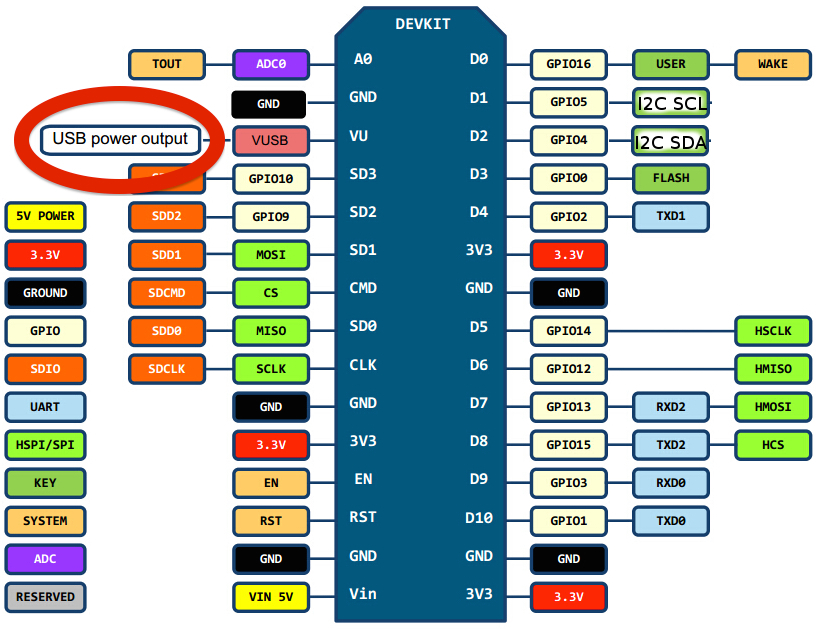 DEVKIT
TOUT ADC0 A0 D0 GPIO16 USER WAKE
GND GND D1 GPIO5 I2C SCL
USB power output VUSB VU D2 GPIO4 I2C SDA
GPIO10 SD3 D3 GPIO0 FLASH
5V POWER SDD2 GPIO9 SD2 D4 GPIO2 TXD1
3.3V SDD1 MOSI SD1 3V3 3.3V
GROUND SDCMD CS CMD GND GND
GPIO SDD0 MISO SD0 D5 GPIO14 HSCLK
SDIO SDCLK SCLK CLK D6 GPIO12 HMISO
UART GND GND D7 GPIO13 RXD2 HMOSI
HSPI/SPI 3.3V 3V3 D8 GPIO15 TXD2 HCS
KEY EN EN D9 GPIO3 RXD0
SYSTEM RST RST D10 GPIO1 TXD0
ADC GND GND GND GND
RESERVED VIN 5V Vin 3V3 3.3V